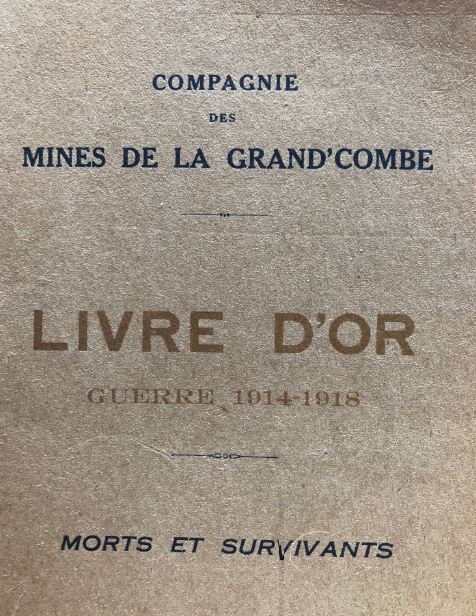 COMPAGNIE
DES
MINES DE LA GRAND'COMBE
LIVRE D'OR
GUERRE 1914-1918
MORTS ET SURVIVANTS